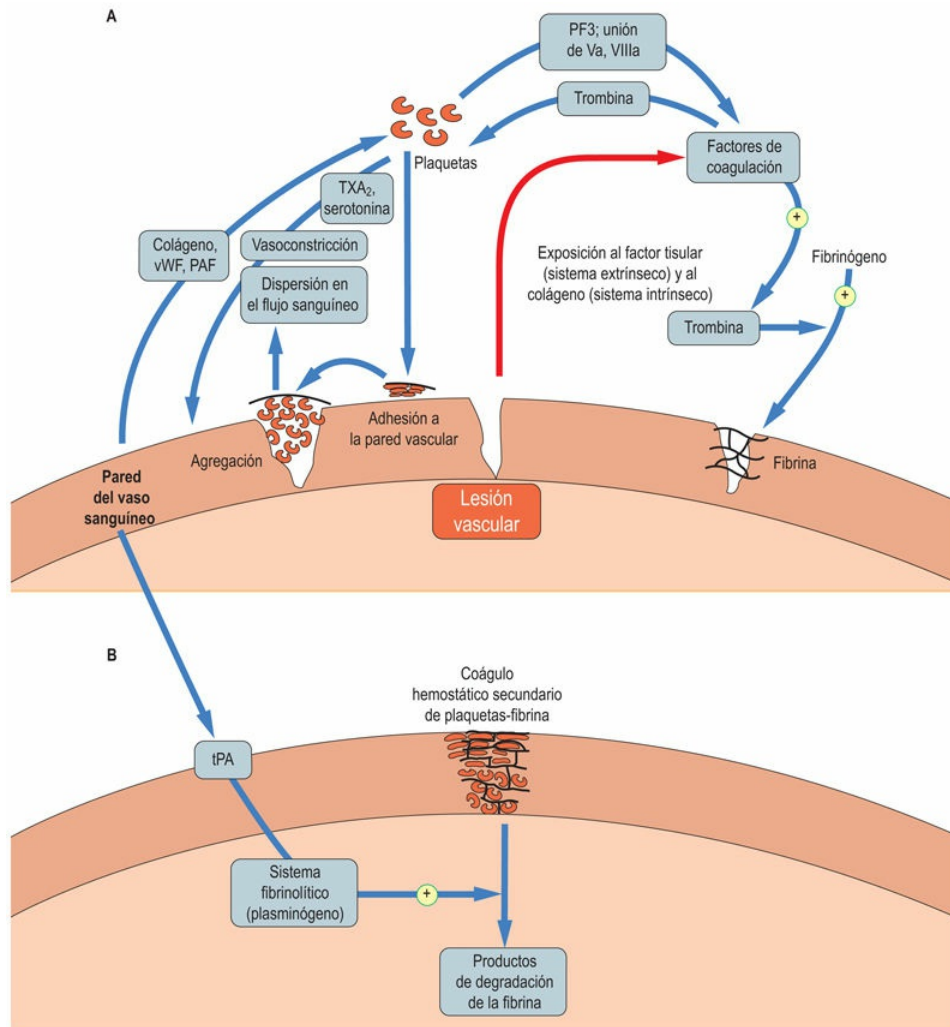 A
PF3; unión
de Va, VIIIa
Trombina
Plaquetas
Factores de
coagulación
TXA₂,
serotonina
+
Colágeno,
vWF, PAF
Vasoconstricción
Dispersión en
el flujo sanguíneo
Exposición al factor tisular
(sistema extrínseco) y al
colágeno (sistema intrínseco)
Fibrinógeno
+
Trombina
Adhesión a
la pared vascular
Agregación
Fibrina
Pared
del vaso
sanguíneo
Lesión
vascular
B
Coágulo
hemostático secundario
de plaquetas-fibrina
tPA
Sistema
fibrinolítico
(plasminógeno)
+
Productos
de degradación
de la fibrina